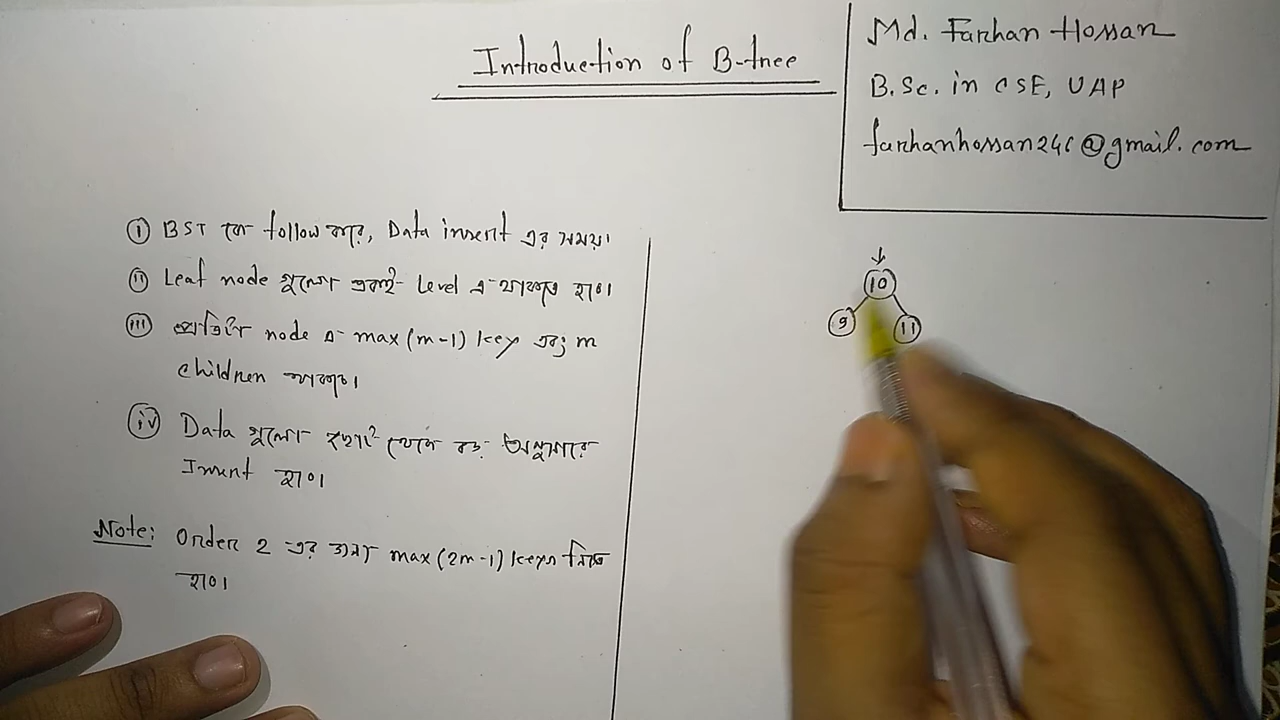 Introduction of B-tree
Md. Farhan Hossan
B.Sc. in CSE, UAP
farhanhossan246@gmail.com
i BST কে follow করে, Data insert এর সময়।
ii Leaf node গুলো একই Level এ থাকতে হবে।
iii প্রতিটি node এ max (m-1) key এবং m
children থাকবে।
iv Data গুলো ছোট থেকে বড় অনুসারে
Insert হবে।
Note: Order 2 এর জন্য max (2m-1) keys নিতে
হবে।
10
9 11